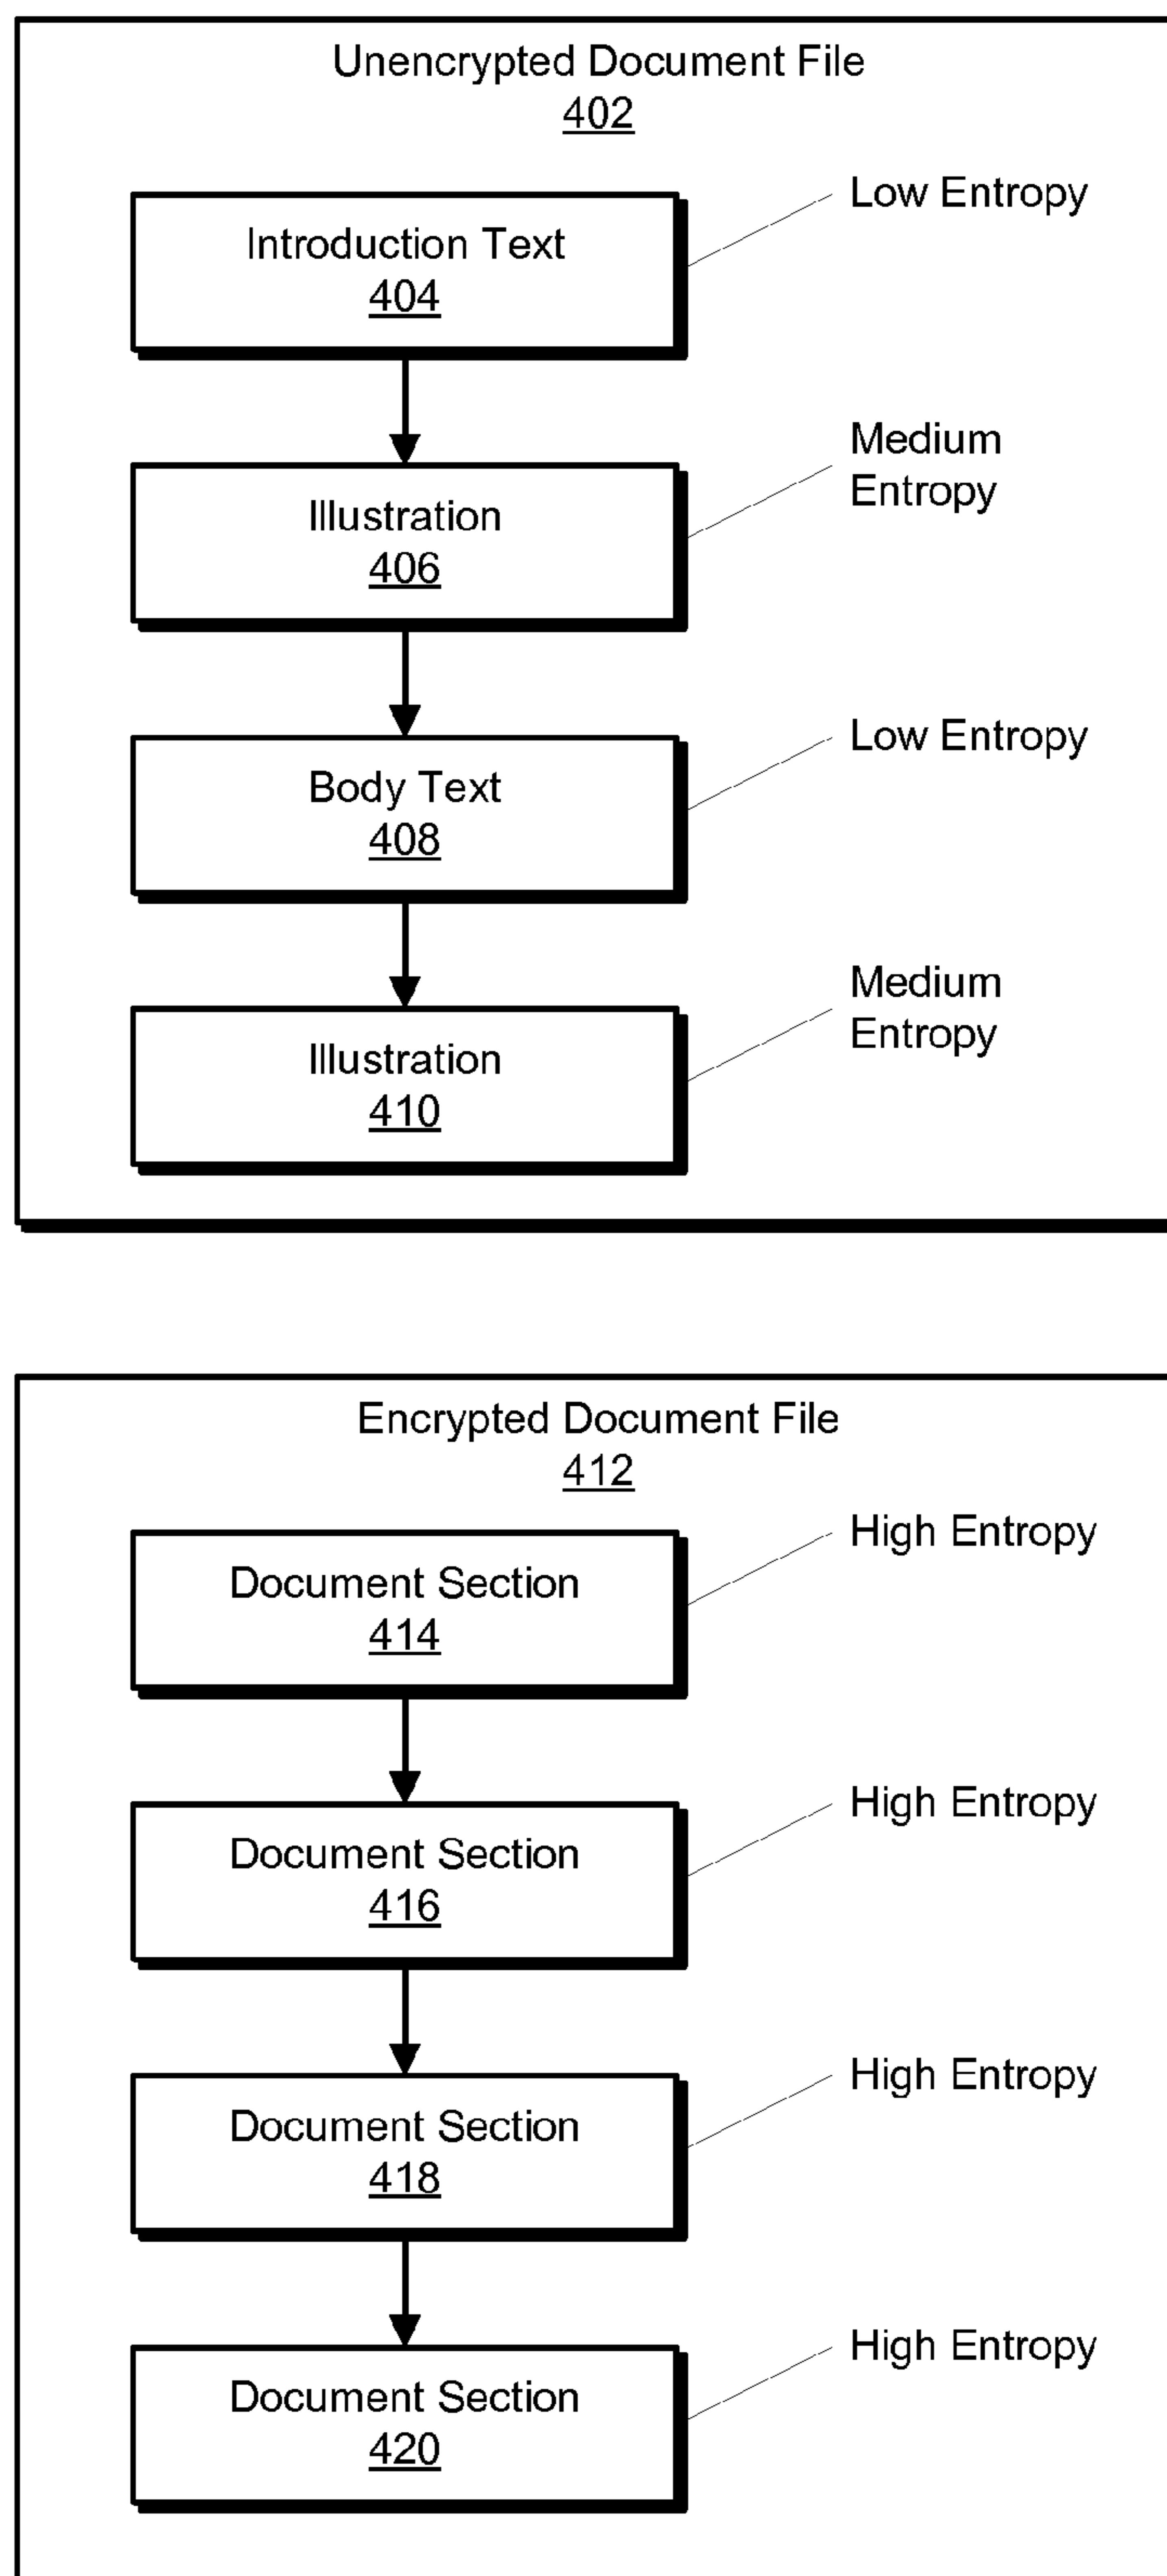 Unencrypted Document File
402
Low Entropy
Introduction Text
404
Medium
Entropy
Illustration
406
Low Entropy
Body Text
408
Medium
Entropy
Illustration
410
Encrypted Document File
412
High Entropy
Document Section
414
High Entropy
Document Section
416
High Entropy
Document Section
418
High Entropy
Document Section
420